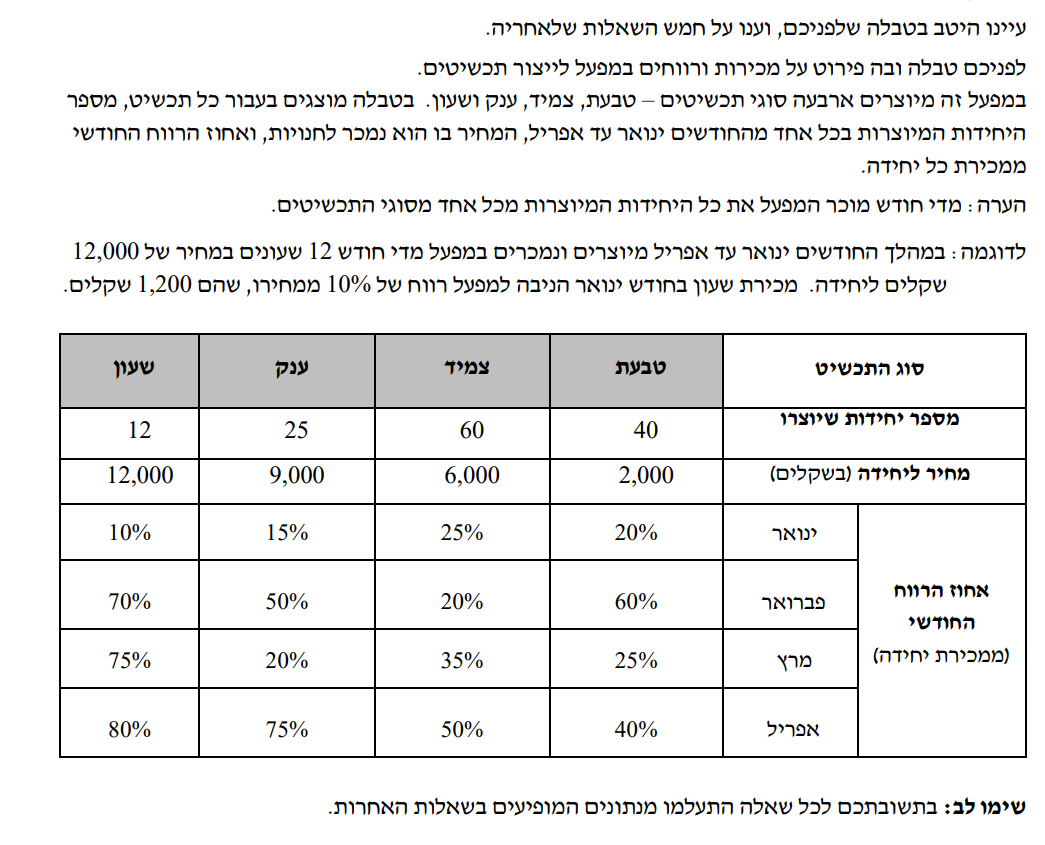 עיינו היטב בטבלה שלפניכם, וענו על חמש השאלות שלאחריה.
לפניכם טבלה ובה פירוט על מכירות ורווחים במפעל לייצור תכשיטים.
במפעל זה מיוצרים ארבעה סוגי תכשיטים – טבעת, צמיד, ענק ושעון. בטבלה מוצגים בעבור כל תכשיט, מספר
היחידות המיוצרות בכל אחד מהחודשים ינואר עד אפריל, המחיר בו הוא נמכר לחנויות, ואחוז הרווח החודשי
ממכירת כל יחידה.
הערה: מדי חודש מוכר המפעל את כל היחידות המיוצרות מכל אחד מסוגי התכשיטים.
לדוגמה: במהלך החודשים ינואר עד אפריל מיוצרים ונמכרים במפעל מדי חודש 12 שעונים במחיר של 12,000
שקלים ליחידה. מכירת שעון בחודש ינואר הניבה למפעל רווח של 10% ממחירו, שהם 1,200 שקלים.
סוג התכשיט טבעת צמיד ענק שעון
מספר יחידות שיוצרו 40 60 25 12
מחיר ליחידה (בשקלים) 2,000 6,000 9,000 12,000
אחוז הרווח
החודשי
(ממכירת יחידה)
ינואר 20% 25% 15% 10%
פברואר 60% 20% 50% 70%
מרץ 25% 35% 20% 75%
אפריל 40% 50% 75% 80%
שימו לב: בתשובתכם לכל שאלה התעלמו מנתונים המופיעים בשאלות האחרות.